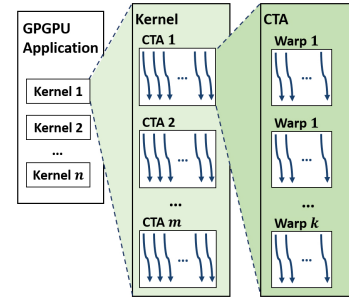 GPGPU
Application
Kernel 1
Kernel 2
...
Kernel n
Kernel
CTA 1
...
CTA 2
...
...
CTA m
...
CTA
Warp 1
...
Warp 1
...
...
Warp k
...